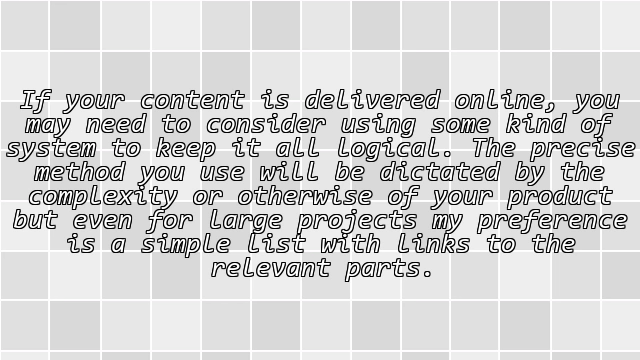 If your content is delivered online, you
may need to consider using some kind of
system to keep it all logical. The precise
method you use will be dictated by the
complexity or otherwise of your product
but even for large projects my preference
is a simple list with links to the
relevant parts.